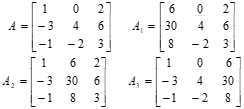 A = [1 0 2; -3 4 6; -1 -2 3] A₁ = [6 0 2; 30 4 6; 8 -2 3]
A₂ = [1 6 2; -3 30 6; -1 8 3] A₃ = [1 0 6; -3 4 30; -1 -2 8]